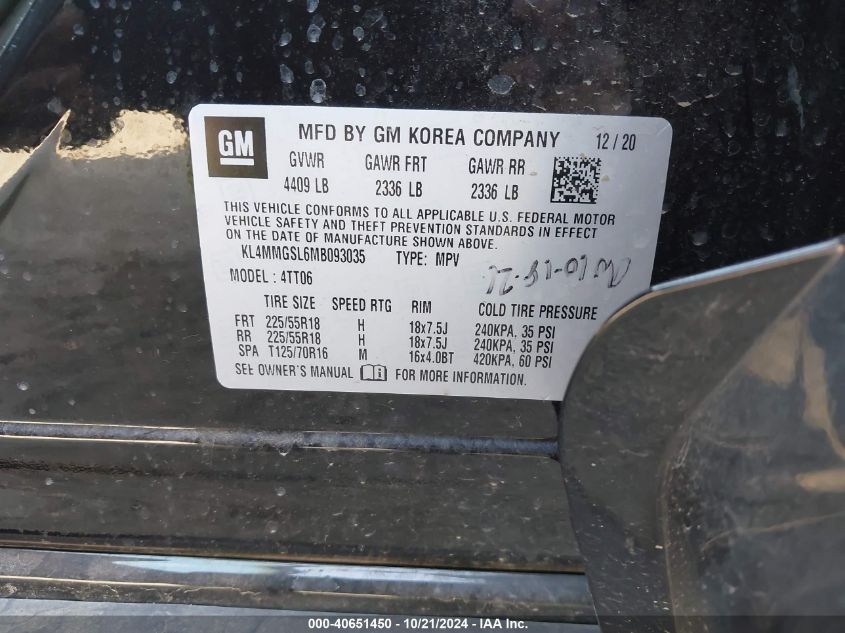 GM
MFD BY GM KOREA COMPANY 12 / 20
GVWR GAWR FRT GAWR RR
4409 LB 2336 LB 2336 LB
THIS VEHICLE CONFORMS TO ALL APPLICABLE U.S. FEDERAL MOTOR
VEHICLE SAFETY AND THEFT PREVENTION STANDARDS IN EFFECT
ON THE DATE OF MANUFACTURE SHOWN ABOVE.
KL4MMGSL6MB093035 TYPE: MPV
MODEL: 4TT06
TIRE SIZE SPEED RTG RIM COLD TIRE PRESSURE
FRT 225/55R18 H 18x7.5J 240KPA, 35 PSI
RR 225/55R18 H 18x7.5J 240KPA, 35 PSI
SPA T125/70R16 M 16x4.0BT 420KPA, 60 PSI
SEE OWNER'S MANUAL FOR MORE INFORMATION.
000-40651450 - 10/21/2024 - IAA Inc.